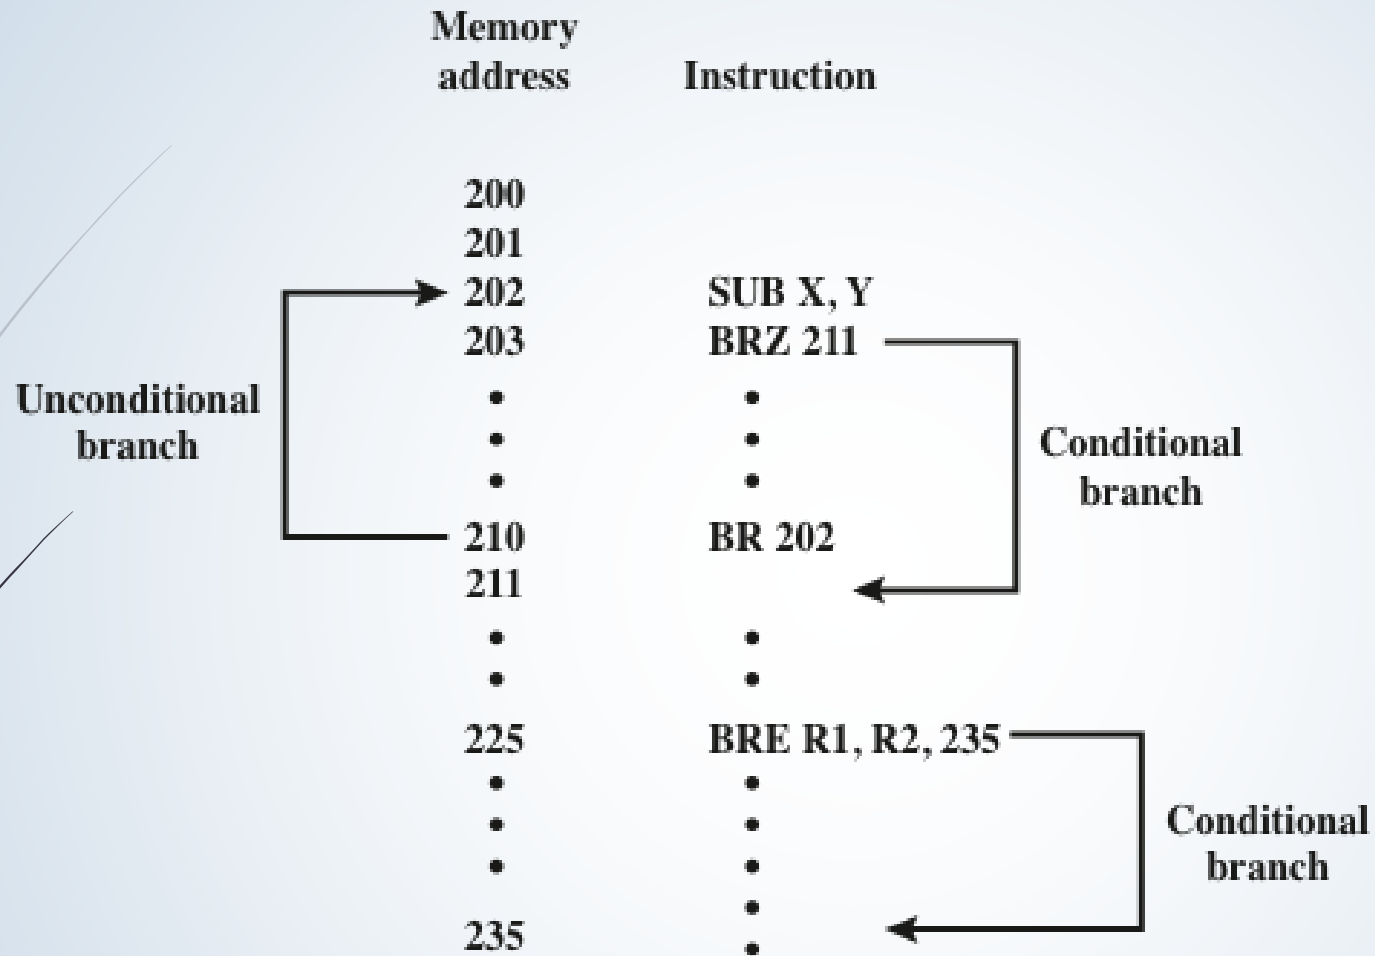 Memory
address Instruction
200
201
202 SUB X, Y
203 BRZ 211
Unconditional
branch
Conditional
branch
210 BR 202
211
225 BRE R1, R2, 235
Conditional
branch
235